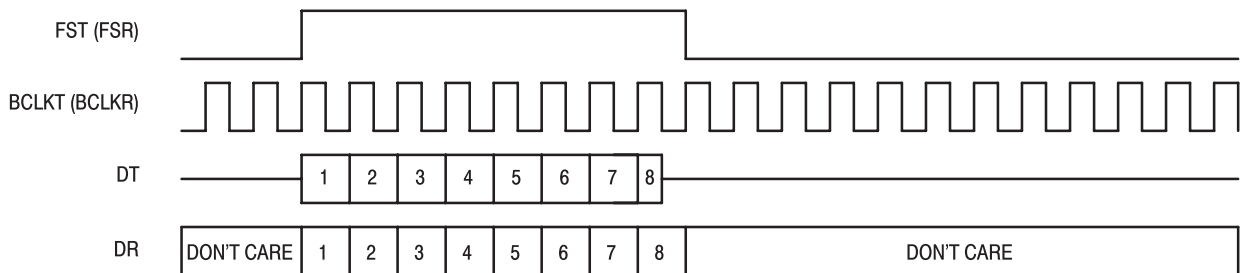 FST (FSR)
BCLKT (BCLKR)
DT 1 2 3 4 5 6 7 8
DR DON'T CARE 1 2 3 4 5 6 7 8 DON'T CARE